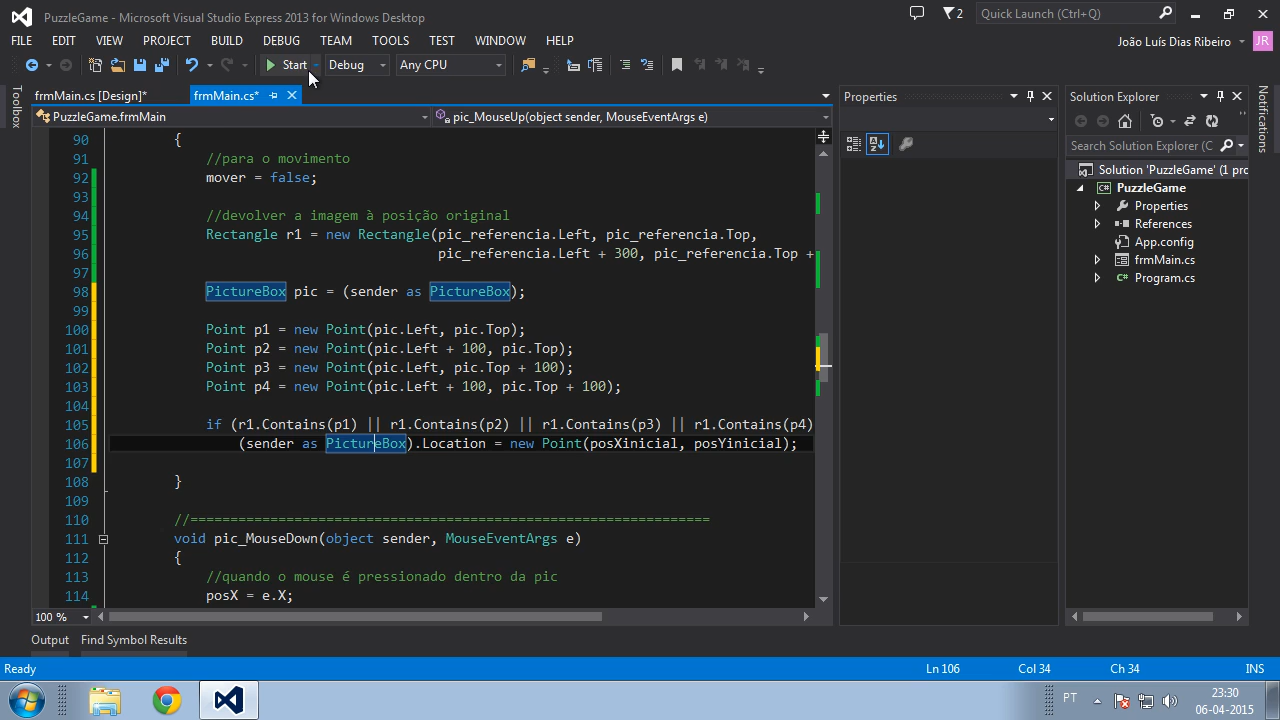 PuzzleGame - Microsoft Visual Studio Express 2013 for Windows Desktop
2
Quick Launch (Ctrl+Q)
FILE EDIT VIEW PROJECT BUILD DEBUG TEAM TOOLS TEST WINDOW HELP
João Luís Dias Ribeiro
JR
Start
Debug
Any CPU
Toolbox
frmMain.cs [Design]*
frmMain.cs*
PuzzleGame.frmMain
pic_MouseUp(object sender, MouseEventArgs e)
90 {
91 //para o movimento
92 mover = false;
93
94 //devolver a imagem à posição original
95 Rectangle r1 = new Rectangle(pic_referencia.Left, pic_referencia.Top,
96 pic_referencia.Left + 300, pic_referencia.Top +
97
98 PictureBox pic = (sender as PictureBox);
99
100 Point p1 = new Point(pic.Left, pic.Top);
101 Point p2 = new Point(pic.Left + 100, pic.Top);
102 Point p3 = new Point(pic.Left, pic.Top + 100);
103 Point p4 = new Point(pic.Left + 100, pic.Top + 100);
104
105 if (r1.Contains(p1) || r1.Contains(p2) || r1.Contains(p3) || r1.Contains(p4)
106 (sender as PictureBox).Location = new Point(posXinicial, posYinicial);
107
108 }
109
110 //=================================================================
111 void pic_MouseDown(object sender, MouseEventArgs e)
112 {
113 //quando o mouse é pressionado dentro da pic
114 posX = e.X;
100 %
Properties
Solution Explorer
Search Solution Explorer (C
Solution 'PuzzleGame' (1 pro
PuzzleGame
Properties
References
App.config
frmMain.cs
Program.cs
Notifications
Output
Find Symbol Results
Ready
Ln 106
Col 34
Ch 34
INS
PT
23:30
06-04-2015